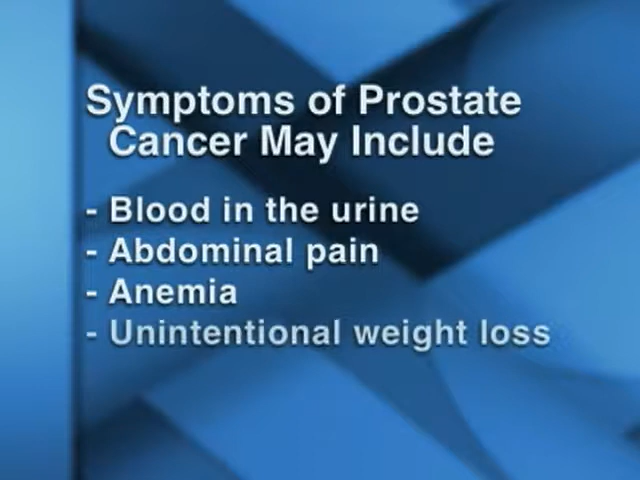 Symptoms of Prostate
Cancer May Include
- Blood in the urine
- Abdominal pain
- Anemia
- Unintentional weight loss